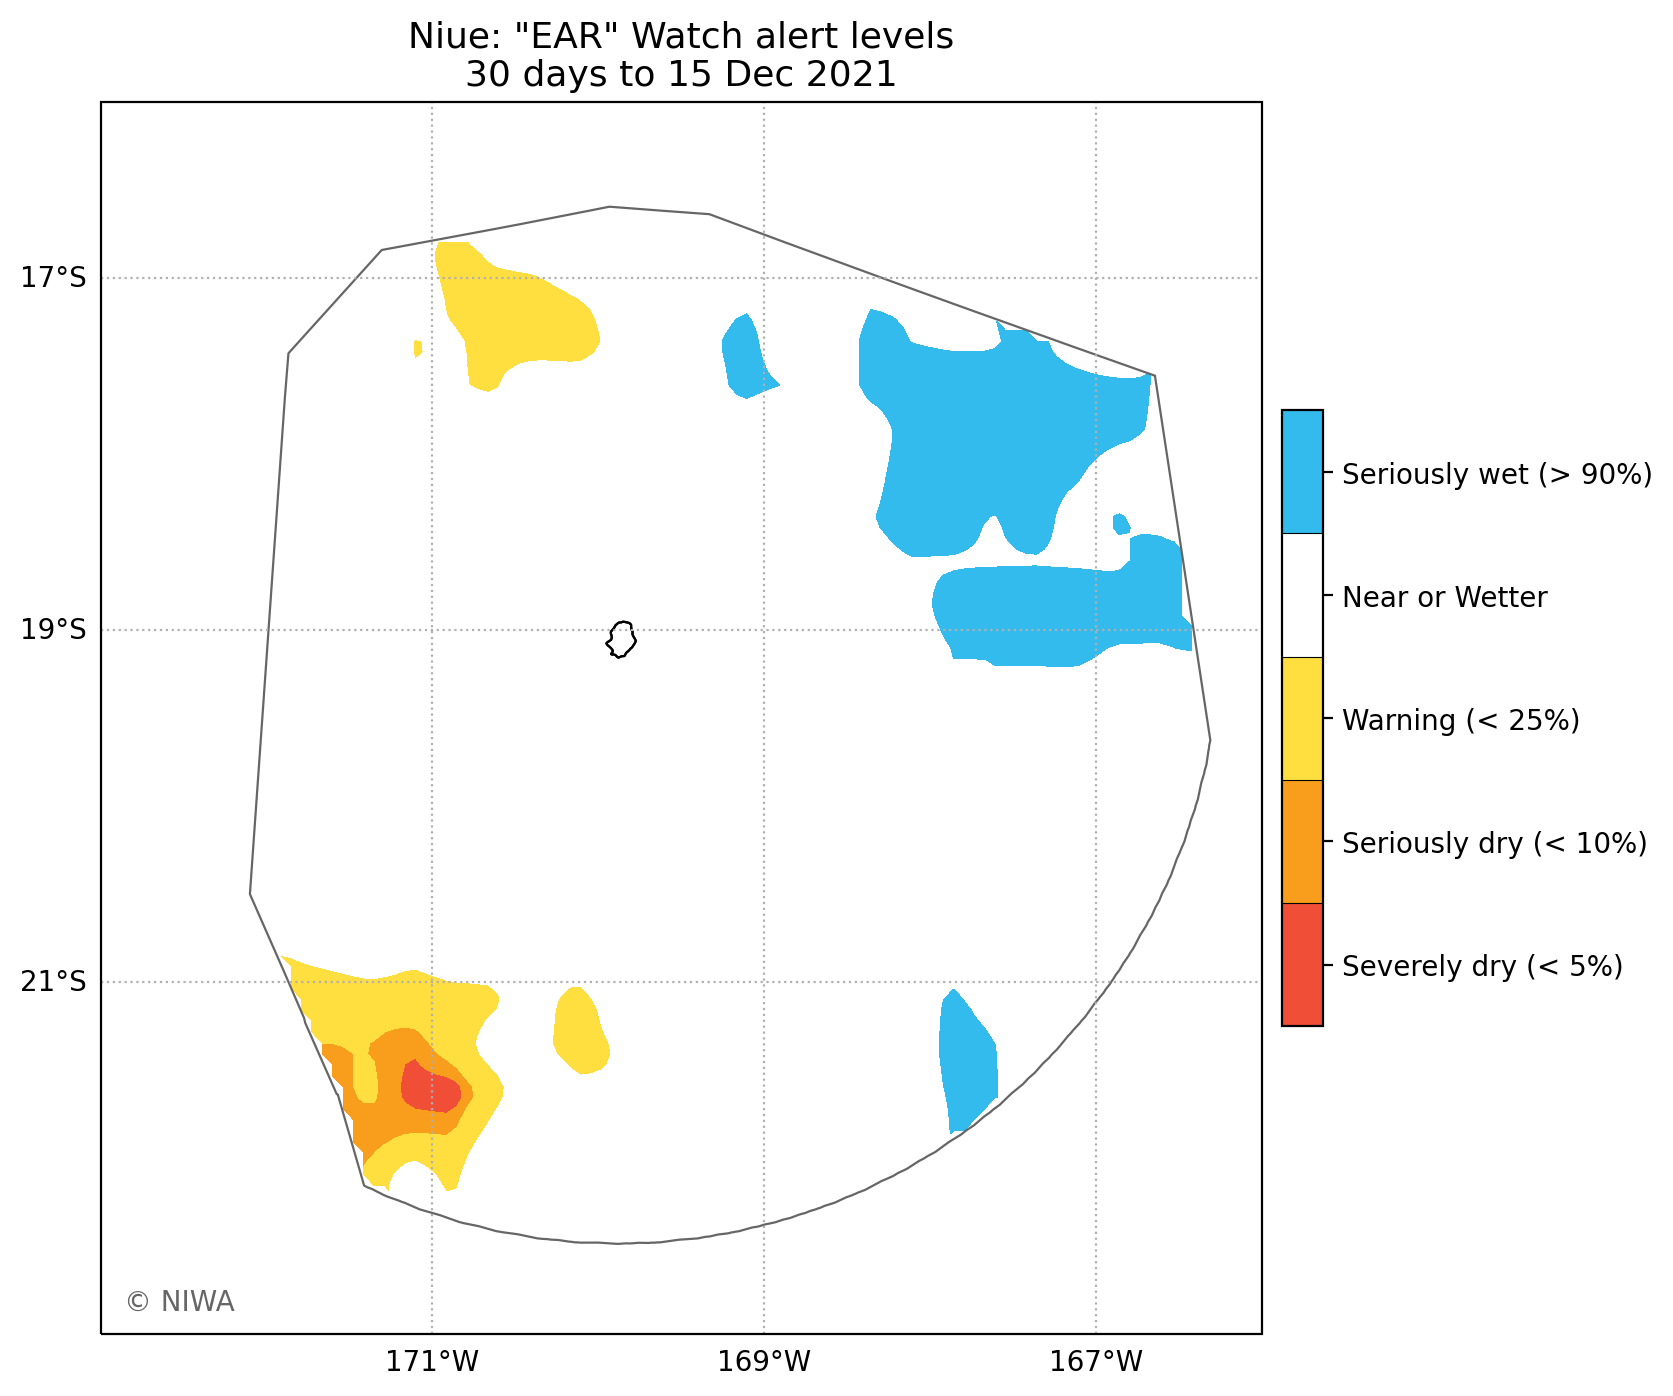 Niue: "EAR" Watch alert levels
30 days to 15 Dec 2021
17°S
19°S
21°S
171°W
169°W
167°W
Seriously wet (> 90%)
Near or Wetter
Warning (< 25%)
Seriously dry (< 10%)
Severely dry (< 5%)
© NIWA